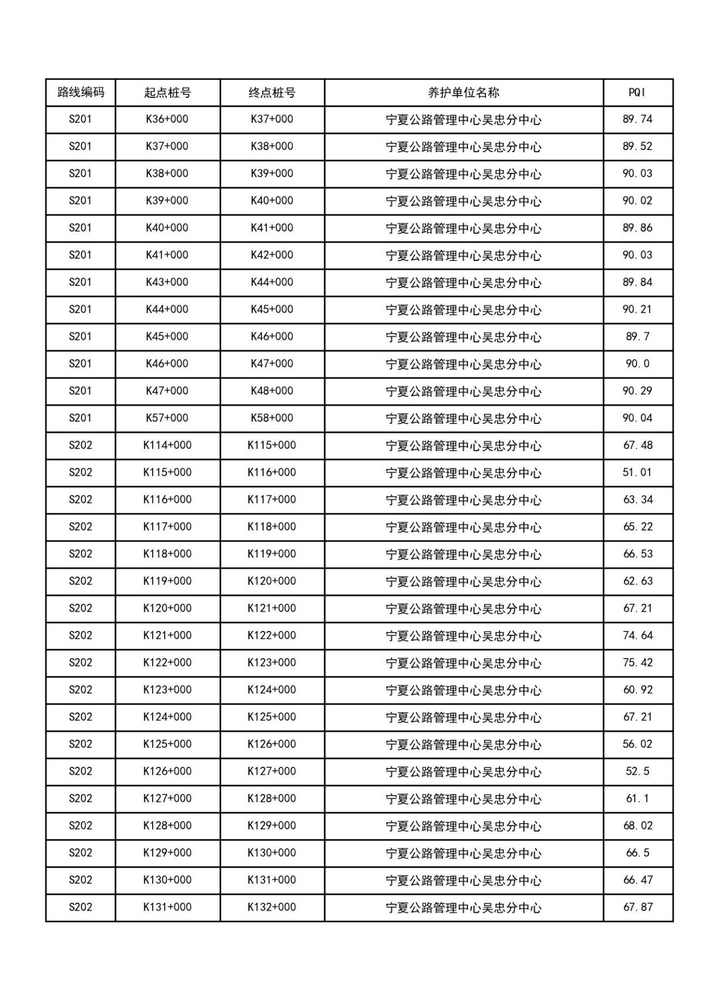 路线编码 起点桩号 终点桩号 养护单位名称 PQI
S201 K36+000 K37+000 宁夏公路管理中心吴忠分中心 89.74
S201 K37+000 K38+000 宁夏公路管理中心吴忠分中心 89.52
S201 K38+000 K39+000 宁夏公路管理中心吴忠分中心 90.03
S201 K39+000 K40+000 宁夏公路管理中心吴忠分中心 90.02
S201 K40+000 K41+000 宁夏公路管理中心吴忠分中心 89.86
S201 K41+000 K42+000 宁夏公路管理中心吴忠分中心 90.03
S201 K43+000 K44+000 宁夏公路管理中心吴忠分中心 89.84
S201 K44+000 K45+000 宁夏公路管理中心吴忠分中心 90.21
S201 K45+000 K46+000 宁夏公路管理中心吴忠分中心 89.7
S201 K46+000 K47+000 宁夏公路管理中心吴忠分中心 90.0
S201 K47+000 K48+000 宁夏公路管理中心吴忠分中心 90.29
S201 K57+000 K58+000 宁夏公路管理中心吴忠分中心 90.04
S202 K114+000 K115+000 宁夏公路管理中心吴忠分中心 67.48
S202 K115+000 K116+000 宁夏公路管理中心吴忠分中心 51.01
S202 K116+000 K117+000 宁夏公路管理中心吴忠分中心 63.34
S202 K117+000 K118+000 宁夏公路管理中心吴忠分中心 65.22
S202 K118+000 K119+000 宁夏公路管理中心吴忠分中心 66.53
S202 K119+000 K120+000 宁夏公路管理中心吴忠分中心 62.63
S202 K120+000 K121+000 宁夏公路管理中心吴忠分中心 67.21
S202 K121+000 K122+000 宁夏公路管理中心吴忠分中心 74.64
S202 K122+000 K123+000 宁夏公路管理中心吴忠分中心 75.42
S202 K123+000 K124+000 宁夏公路管理中心吴忠分中心 60.92
S202 K124+000 K125+000 宁夏公路管理中心吴忠分中心 67.21
S202 K125+000 K126+000 宁夏公路管理中心吴忠分中心 56.02
S202 K126+000 K127+000 宁夏公路管理中心吴忠分中心 52.5
S202 K127+000 K128+000 宁夏公路管理中心吴忠分中心 61.1
S202 K128+000 K129+000 宁夏公路管理中心吴忠分中心 68.02
S202 K129+000 K130+000 宁夏公路管理中心吴忠分中心 66.5
S202 K130+000 K131+000 宁夏公路管理中心吴忠分中心 66.47
S202 K131+000 K132+000 宁夏公路管理中心吴忠分中心 67.87